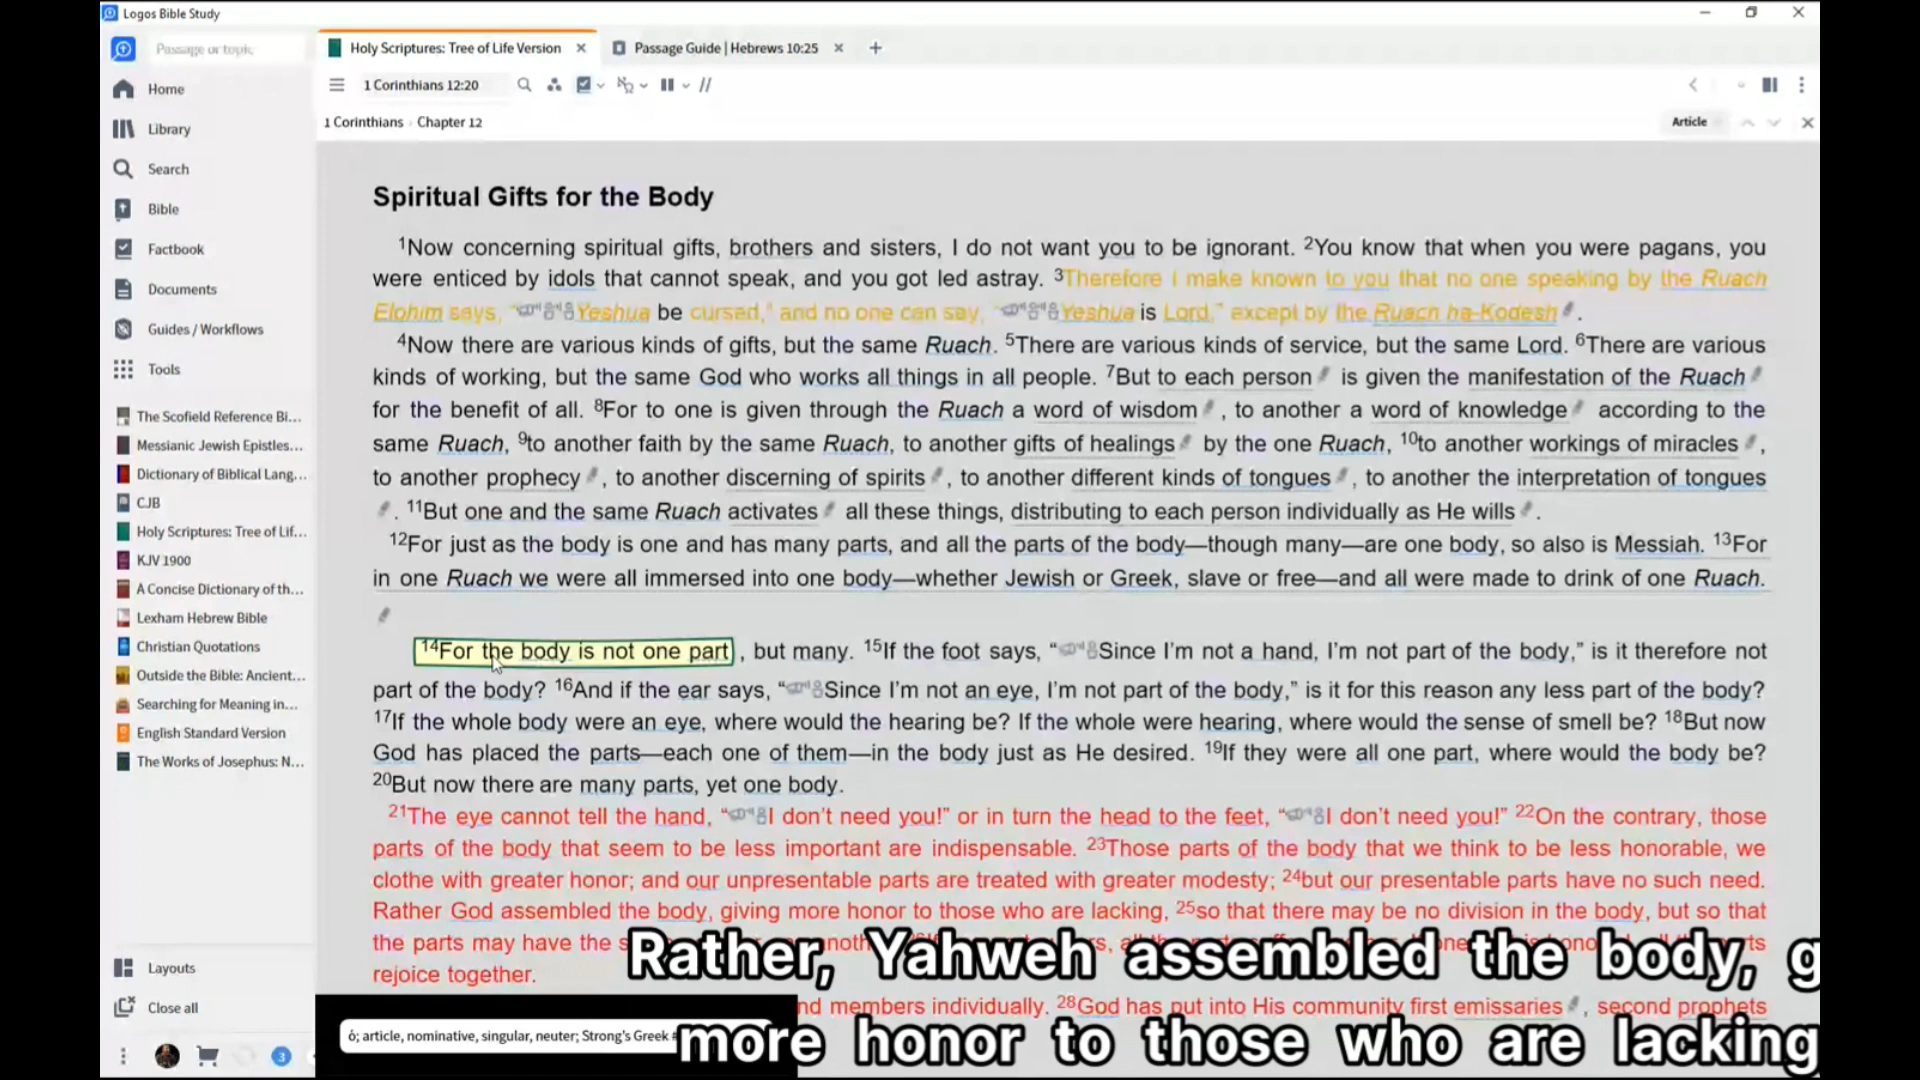 Logos Bible Study
Passage or topic
Holy Scriptures: Tree of Life Version
Passage Guide | Hebrews 10:25
Home
Library
Search
Bible
Factbook
Documents
Guides / Workflows
Tools
The Scofield Reference Bi...
Messianic Jewish Epistles...
Dictionary of Biblical Lang...
CJB
Holy Scriptures: Tree of Lif...
KJV 1900
A Concise Dictionary of th...
Lexham Hebrew Bible
Christian Quotations
Outside the Bible: Ancient...
Searching for Meaning in...
English Standard Version
The Works of Josephus: N...
Layouts
Close all
3
1 Corinthians 12:20
1 Corinthians › Chapter 12
Article
Spiritual Gifts for the Body
1Now concerning spiritual gifts, brothers and sisters, I do not want you to be ignorant. 2You know that when you were pagans, you
were enticed by idols that cannot speak, and you got led astray. 3Therefore I make known to you that no one speaking by the Ruach
Elohim says, “Yeshua be cursed,” and no one can say, “Yeshua is Lord,” except by the Ruach ha-Kodesh.
4Now there are various kinds of gifts, but the same Ruach. 5There are various kinds of service, but the same Lord. 6There are various
kinds of working, but the same God who works all things in all people. 7But to each person is given the manifestation of the Ruach
for the benefit of all. 8For to one is given through the Ruach a word of wisdom, to another a word of knowledge according to the
same Ruach, 9to another faith by the same Ruach, to another gifts of healings by the one Ruach, 10to another workings of miracles,
to another prophecy, to another discerning of spirits, to another different kinds of tongues, to another the interpretation of tongues
. 11But one and the same Ruach activates all these things, distributing to each person individually as He wills.
12For just as the body is one and has many parts, and all the parts of the body—though many—are one body, so also is Messiah. 13For
in one Ruach we were all immersed into one body—whether Jewish or Greek, slave or free—and all were made to drink of one Ruach.
14For the body is not one part, but many. 15If the foot says, “Since I’m not a hand, I’m not part of the body,” is it therefore not
part of the body? 16And if the ear says, “Since I’m not an eye, I’m not part of the body,” is it for this reason any less part of the body?
17If the whole body were an eye, where would the hearing be? If the whole were hearing, where would the sense of smell be? 18But now
God has placed the parts—each one of them—in the body just as He desired. 19If they were all one part, where would the body be?
20But now there are many parts, yet one body.
21The eye cannot tell the hand, “I don’t need you!” or in turn the head to the feet, “I don’t need you!” 22On the contrary, those
parts of the body that seem to be less important are indispensable. 23Those parts of the body that we think to be less honorable, we
clothe with greater honor; and our unpresentable parts are treated with greater modesty; 24but our presentable parts have no such need.
Rather God assembled the body, giving more honor to those who are lacking, 25so that there may be no division in the body, but so that
the parts may have the
rejoice together.
Rather, Yahweh assembled the body, g
members individually. 28God has put into His community first emissaries, second prophets
ὁ; article, nominative, singular, neuter; Strong's Greek
more honor to those who are lacking